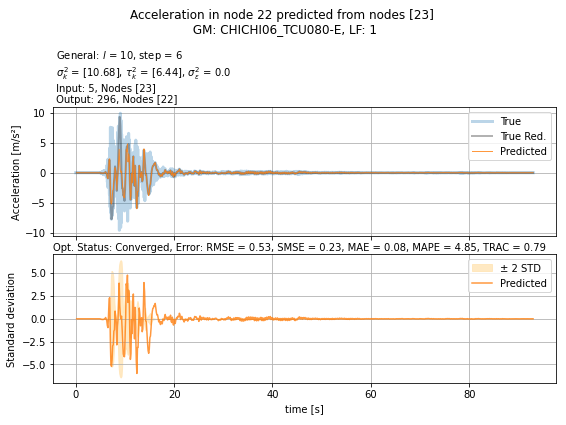 Acceleration in node 22 predicted from nodes [23]
GM: CHICHI06_TCU080-E, LF: 1
General: l = 10, step = 6
σ²ₖ = [10.68], τ²ₖ = [6.44], σ²ε = 0.0
Input: 5, Nodes [23]
Output: 296, Nodes [22]
Acceleration [m/s²]
10
5
0
−5
−10
True
True Red.
Predicted
Opt. Status: Converged, Error: RMSE = 0.53, SMSE = 0.23, MAE = 0.08, MAPE = 4.85, TRAC = 0.79
Standard deviation
5.0
2.5
0.0
−2.5
−5.0
± 2 STD
Predicted
0 20 40 60 80
time [s]